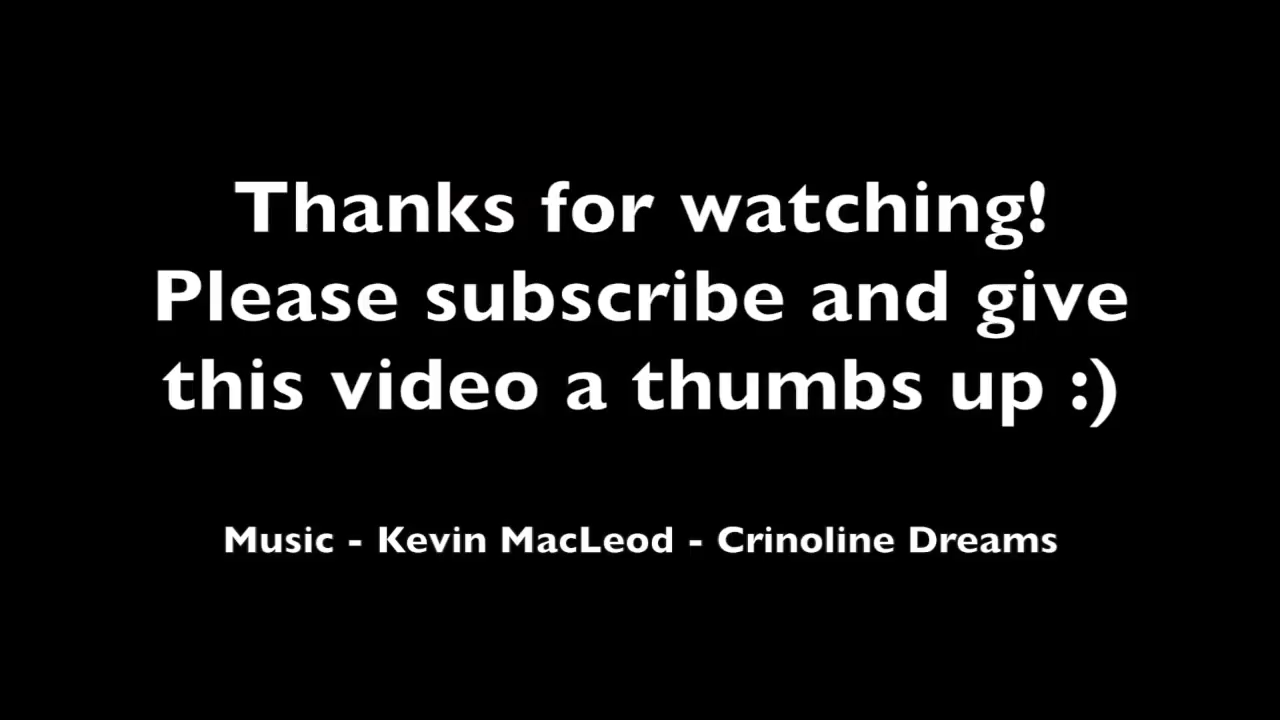 Thanks for watching!
Please subscribe and give
this video a thumbs up :)
Music - Kevin MacLeod - Crinoline Dreams